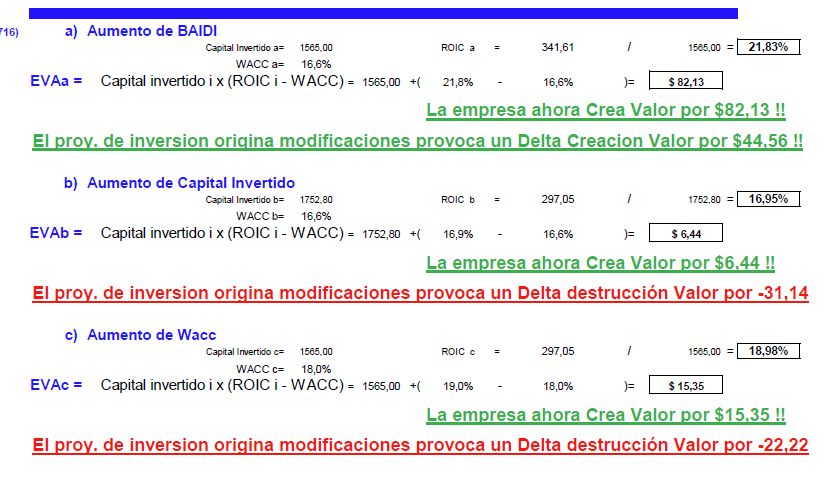 716) a) Aumento de BAIDI
Capital Invertido a= 1565,00 ROIC a = 341,61 / 1565,00 = 21,83%
WACC a= 16,6%
EVAa = Capital invertido i x (ROIC i - WACC) = 1565,00 +( 21,8% - 16,6% )= $ 82,13
La empresa ahora Crea Valor por $82,13 !!
El proy. de inversion origina modificaciones provoca un Delta Creacion Valor por $44,56 !!
b) Aumento de Capital Invertido
Capital Invertido b= 1752,80 ROIC b = 297,05 / 1752,80 = 16,95%
WACC b= 16,6%
EVAb = Capital invertido i x (ROIC i - WACC) = 1752,80 +( 16,9% - 16,6% )= $ 6,44
La empresa ahora Crea Valor por $6,44 !!
El proy. de inversion origina modificaciones provoca un Delta destrucción Valor por -31,14
c) Aumento de Wacc
Capital Invertido c= 1565,00 ROIC c = 297,05 / 1565,00 = 18,98%
WACC c= 18,0%
EVAc = Capital invertido i x (ROIC i - WACC) = 1565,00 +( 19,0% - 18,0% )= $ 15,35
La empresa ahora Crea Valor por $15,35 !!
El proy. de inversion origina modificaciones provoca un Delta destrucción Valor por -22,22